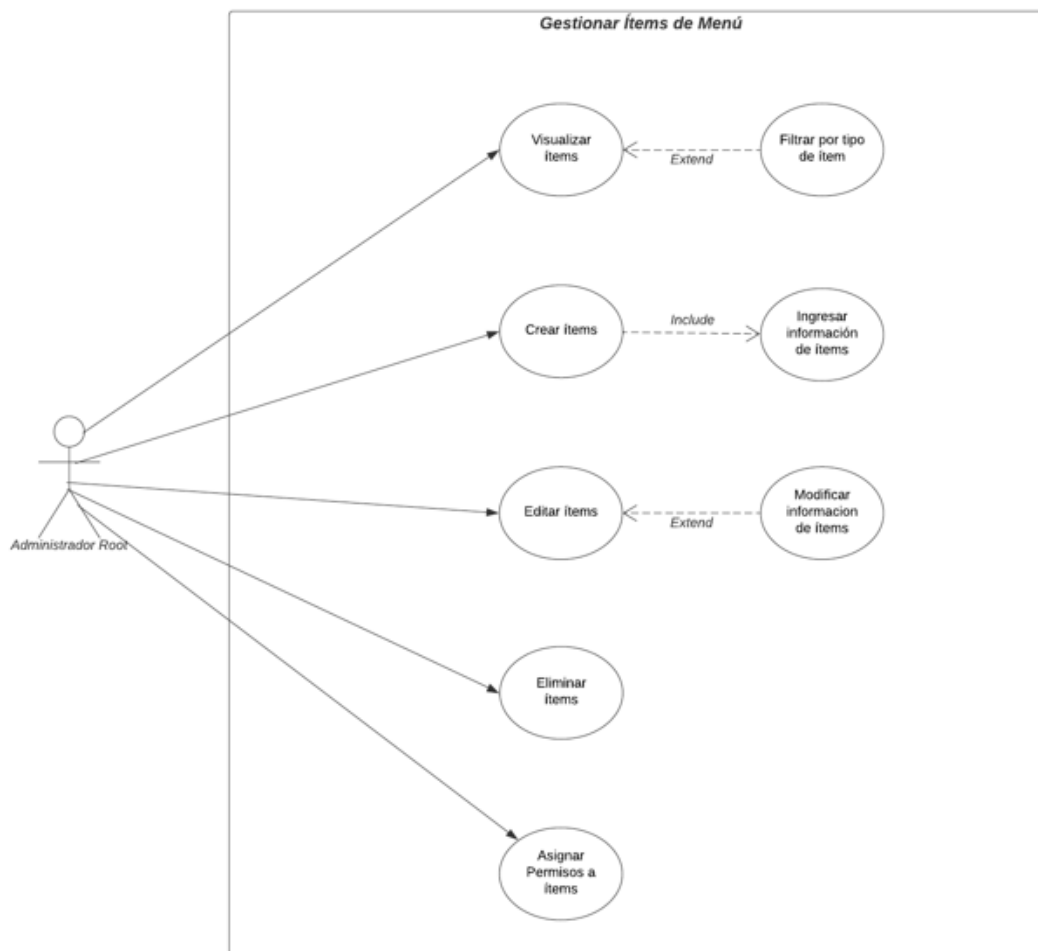 Gestionar Ítems de Menú
Visualizar
ítems
Extend
Filtrar por tipo
de ítem
Crear ítems
Include
Ingresar
información
de ítems
Administrador Root
Editar ítems
Extend
Modificar
informacion
de ítems
Eliminar
ítems
Asignar
Permisos a
ítems